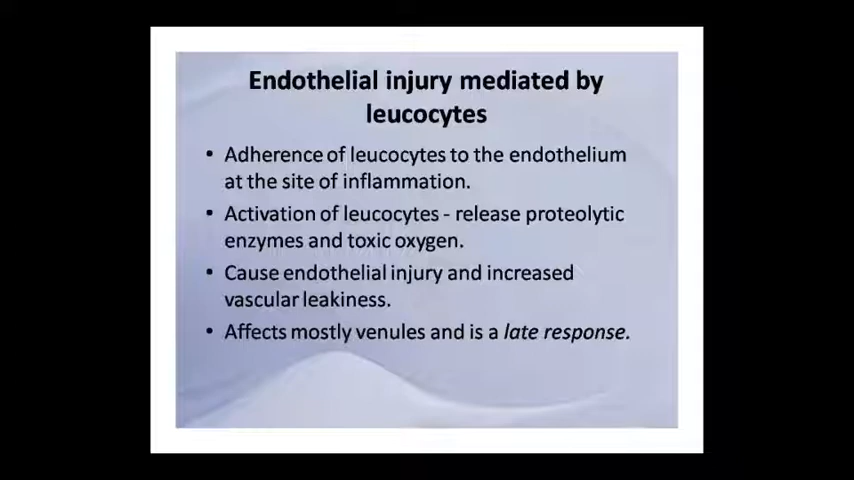 Endothelial injury mediated by
leucocytes
• Adherence of leucocytes to the endothelium
at the site of inflammation.
• Activation of leucocytes - release proteolytic
enzymes and toxic oxygen.
• Cause endothelial injury and increased
vascular leakiness.
• Affects mostly venules and is a late response.